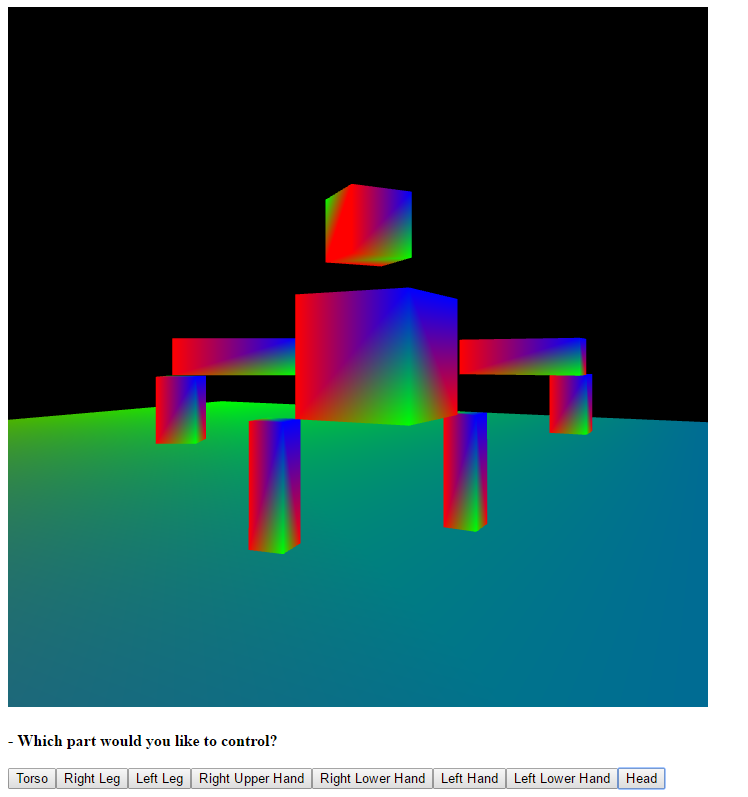 - Which part would you like to control?
Torso Right Leg Left Leg Right Upper Hand Right Lower Hand Left Hand Left Lower Hand Head